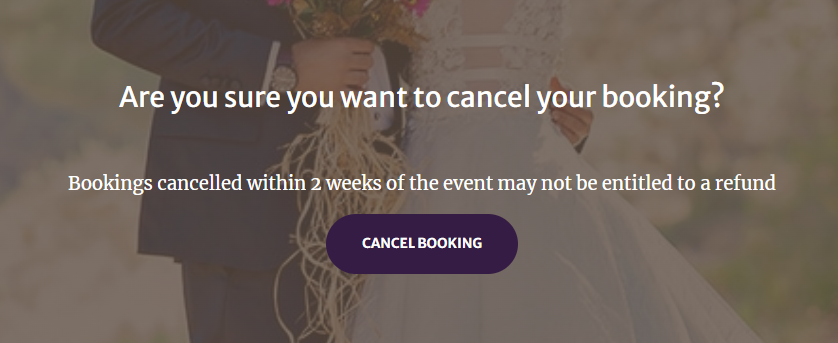 Are you sure you want to cancel your booking?
Bookings cancelled within 2 weeks of the event may not be entitled to a refund
CANCEL BOOKING